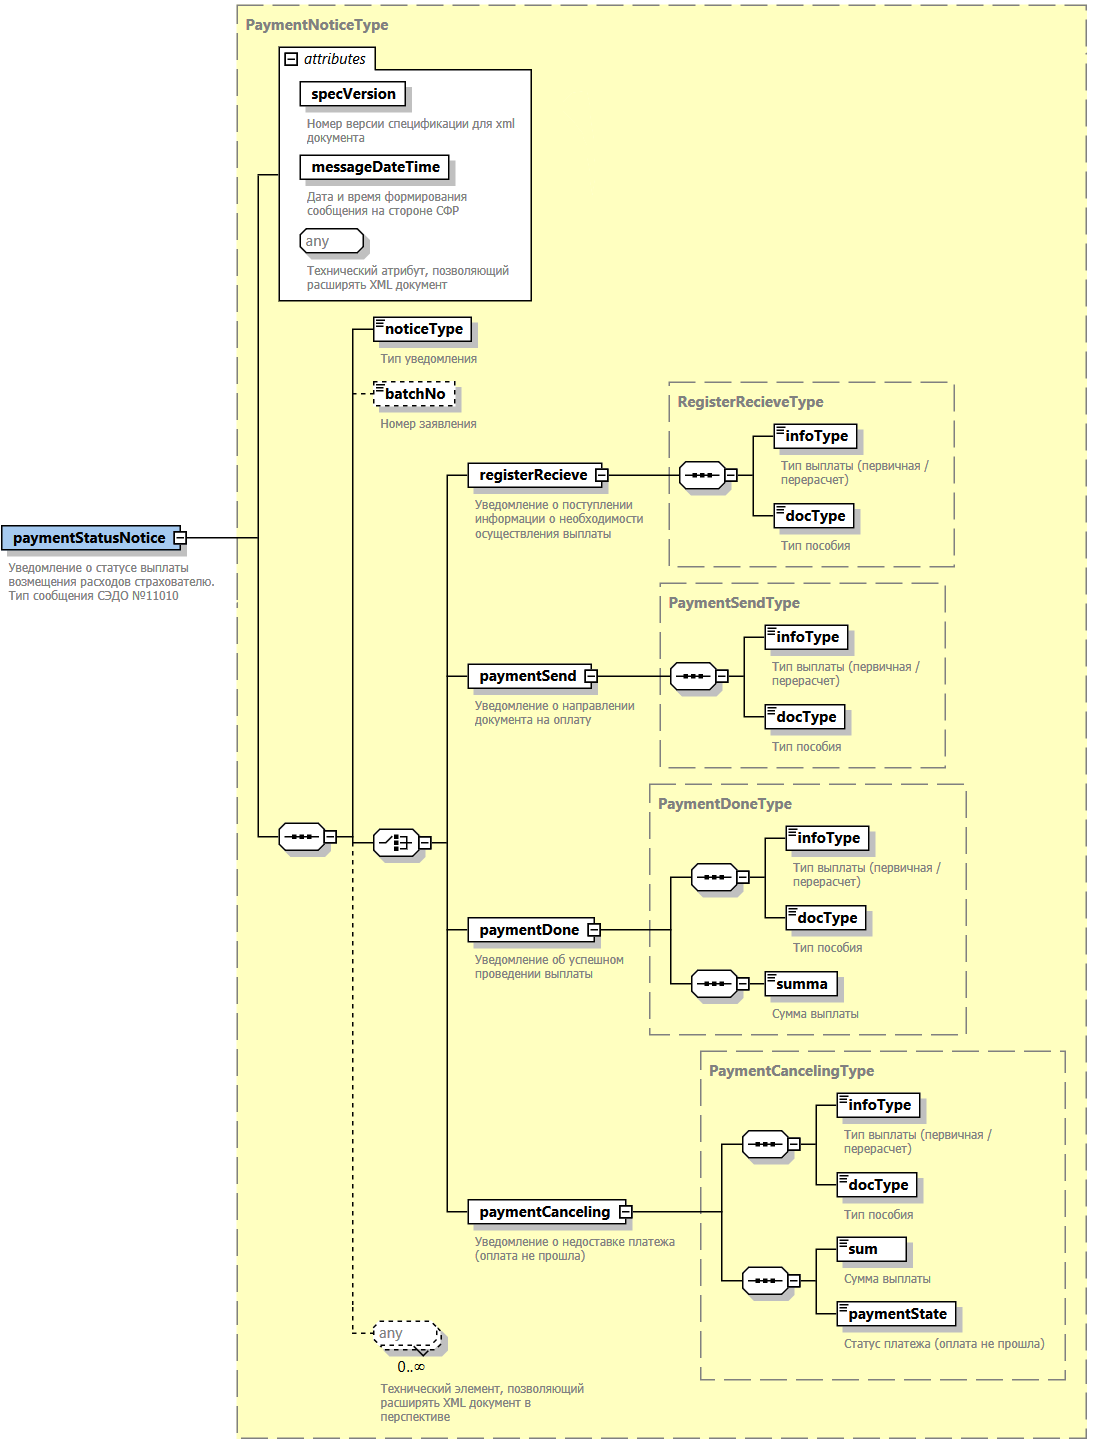 PaymentNoticeType
attributes
specVersion
Номер версии спецификации для xml
документа
messageDateTime
Дата и время формирования
сообщения на стороне СФР
any
Технический атрибут, позволяющий
расширять XML документ
noticeType
Тип уведомления
batchNo
Номер заявления
RegisterRecieveType
infoType
Тип выплаты (первичная /
перерасчет)
docType
Тип пособия
registerRecieve
Уведомление о поступлении
информации о необходимости
осуществления выплаты
paymentStatusNotice
Уведомление о статусе выплаты
возмещения расходов страхователю.
Тип сообщения СЭДО №11010
PaymentSendType
infoType
Тип выплаты (первичная /
перерасчет)
docType
Тип пособия
paymentSend
Уведомление о направлении
документа на оплату
PaymentDoneType
infoType
Тип выплаты (первичная /
перерасчет)
docType
Тип пособия
summa
Сумма выплаты
paymentDone
Уведомление об успешном
проведении выплаты
PaymentCancelingType
infoType
Тип выплаты (первичная /
перерасчет)
docType
Тип пособия
sum
Сумма выплаты
paymentState
Статус платежа (оплата не прошла)
paymentCanceling
Уведомление о недоставке платежа
(оплата не прошла)
any
0..∞
Технический элемент, позволяющий
расширять XML документ в
перспективе